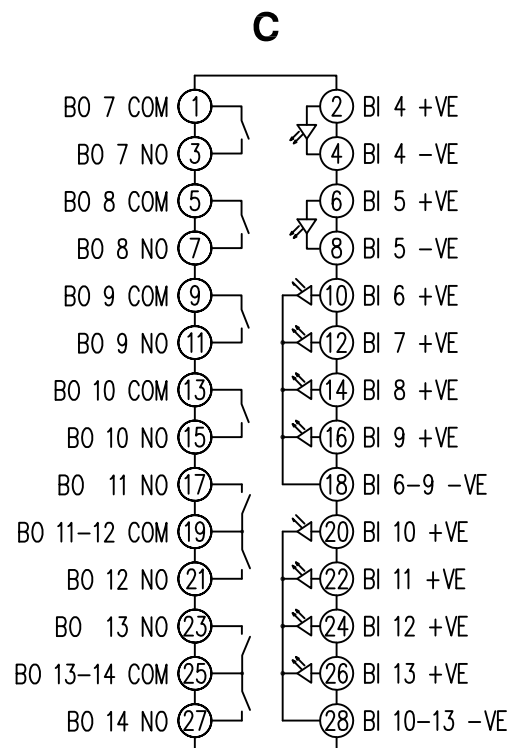 C
BO 7 COM 1 2 BI 4 +VE
BO 7 NO 3 4 BI 4 −VE
BO 8 COM 5 6 BI 5 +VE
BO 8 NO 7 8 BI 5 −VE
BO 9 COM 9 10 BI 6 +VE
BO 9 NO 11 12 BI 7 +VE
BO 10 COM 13 14 BI 8 +VE
BO 10 NO 15 16 BI 9 +VE
BO 11 NO 17 18 BI 6−9 −VE
BO 11−12 COM 19 20 BI 10 +VE
BO 12 NO 21 22 BI 11 +VE
BO 13 NO 23 24 BI 12 +VE
BO 13−14 COM 25 26 BI 13 +VE
BO 14 NO 27 28 BI 10−13 −VE